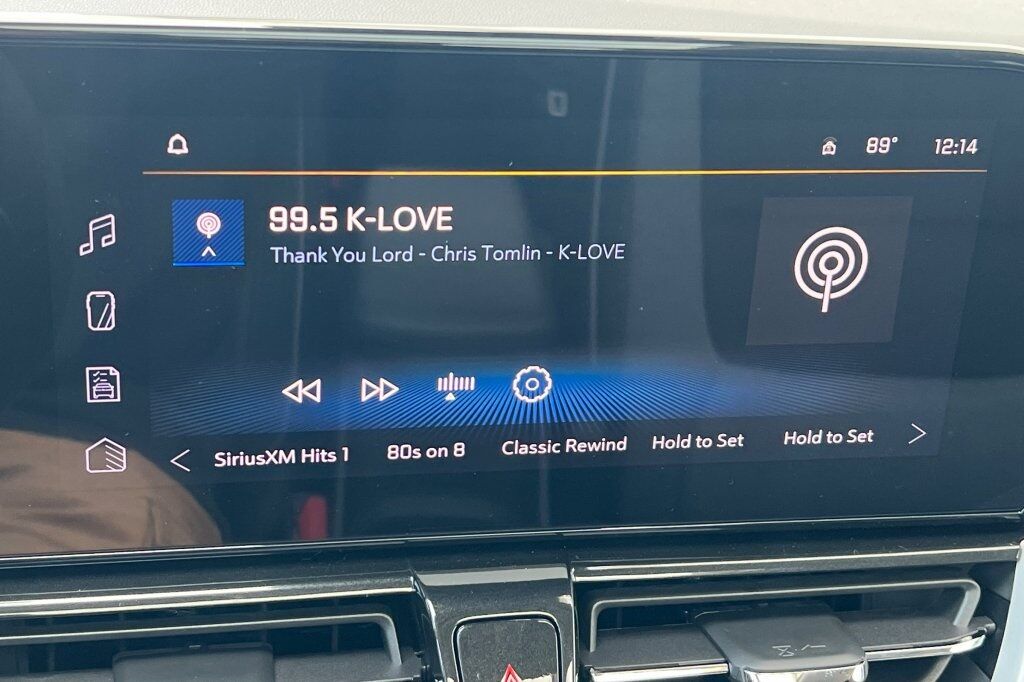 89° 12:14
99.5 K-LOVE
Thank You Lord - Chris Tomlin - K-LOVE
SiriusXM Hits 1 80s on 8 Classic Rewind Hold to Set Hold to Set